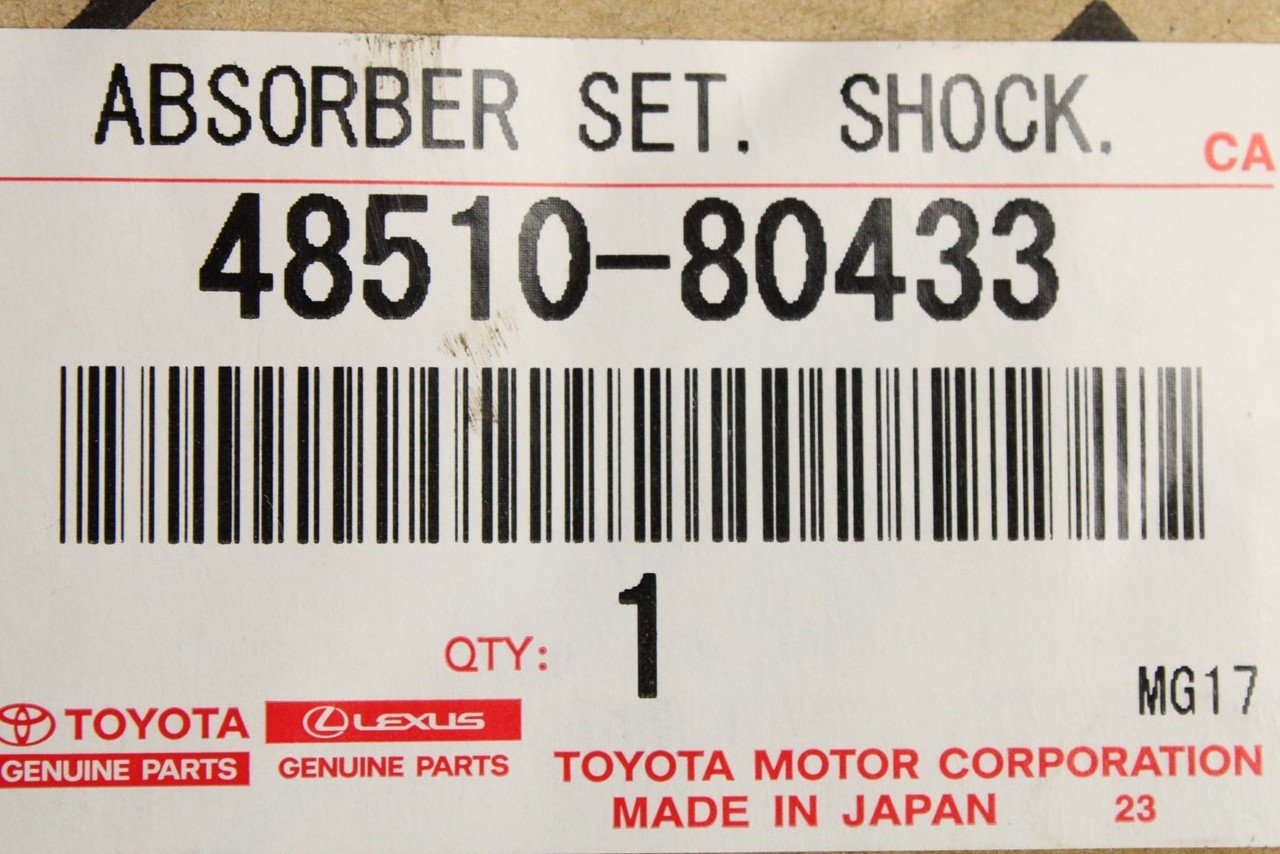 ABSORBER SET. SHOCK.
CA
48510-80433
QTY: 1
MG17
TOYOTA
GENUINE PARTS
LEXUS
GENUINE PARTS
TOYOTA MOTOR CORPORATION
MADE IN JAPAN 23